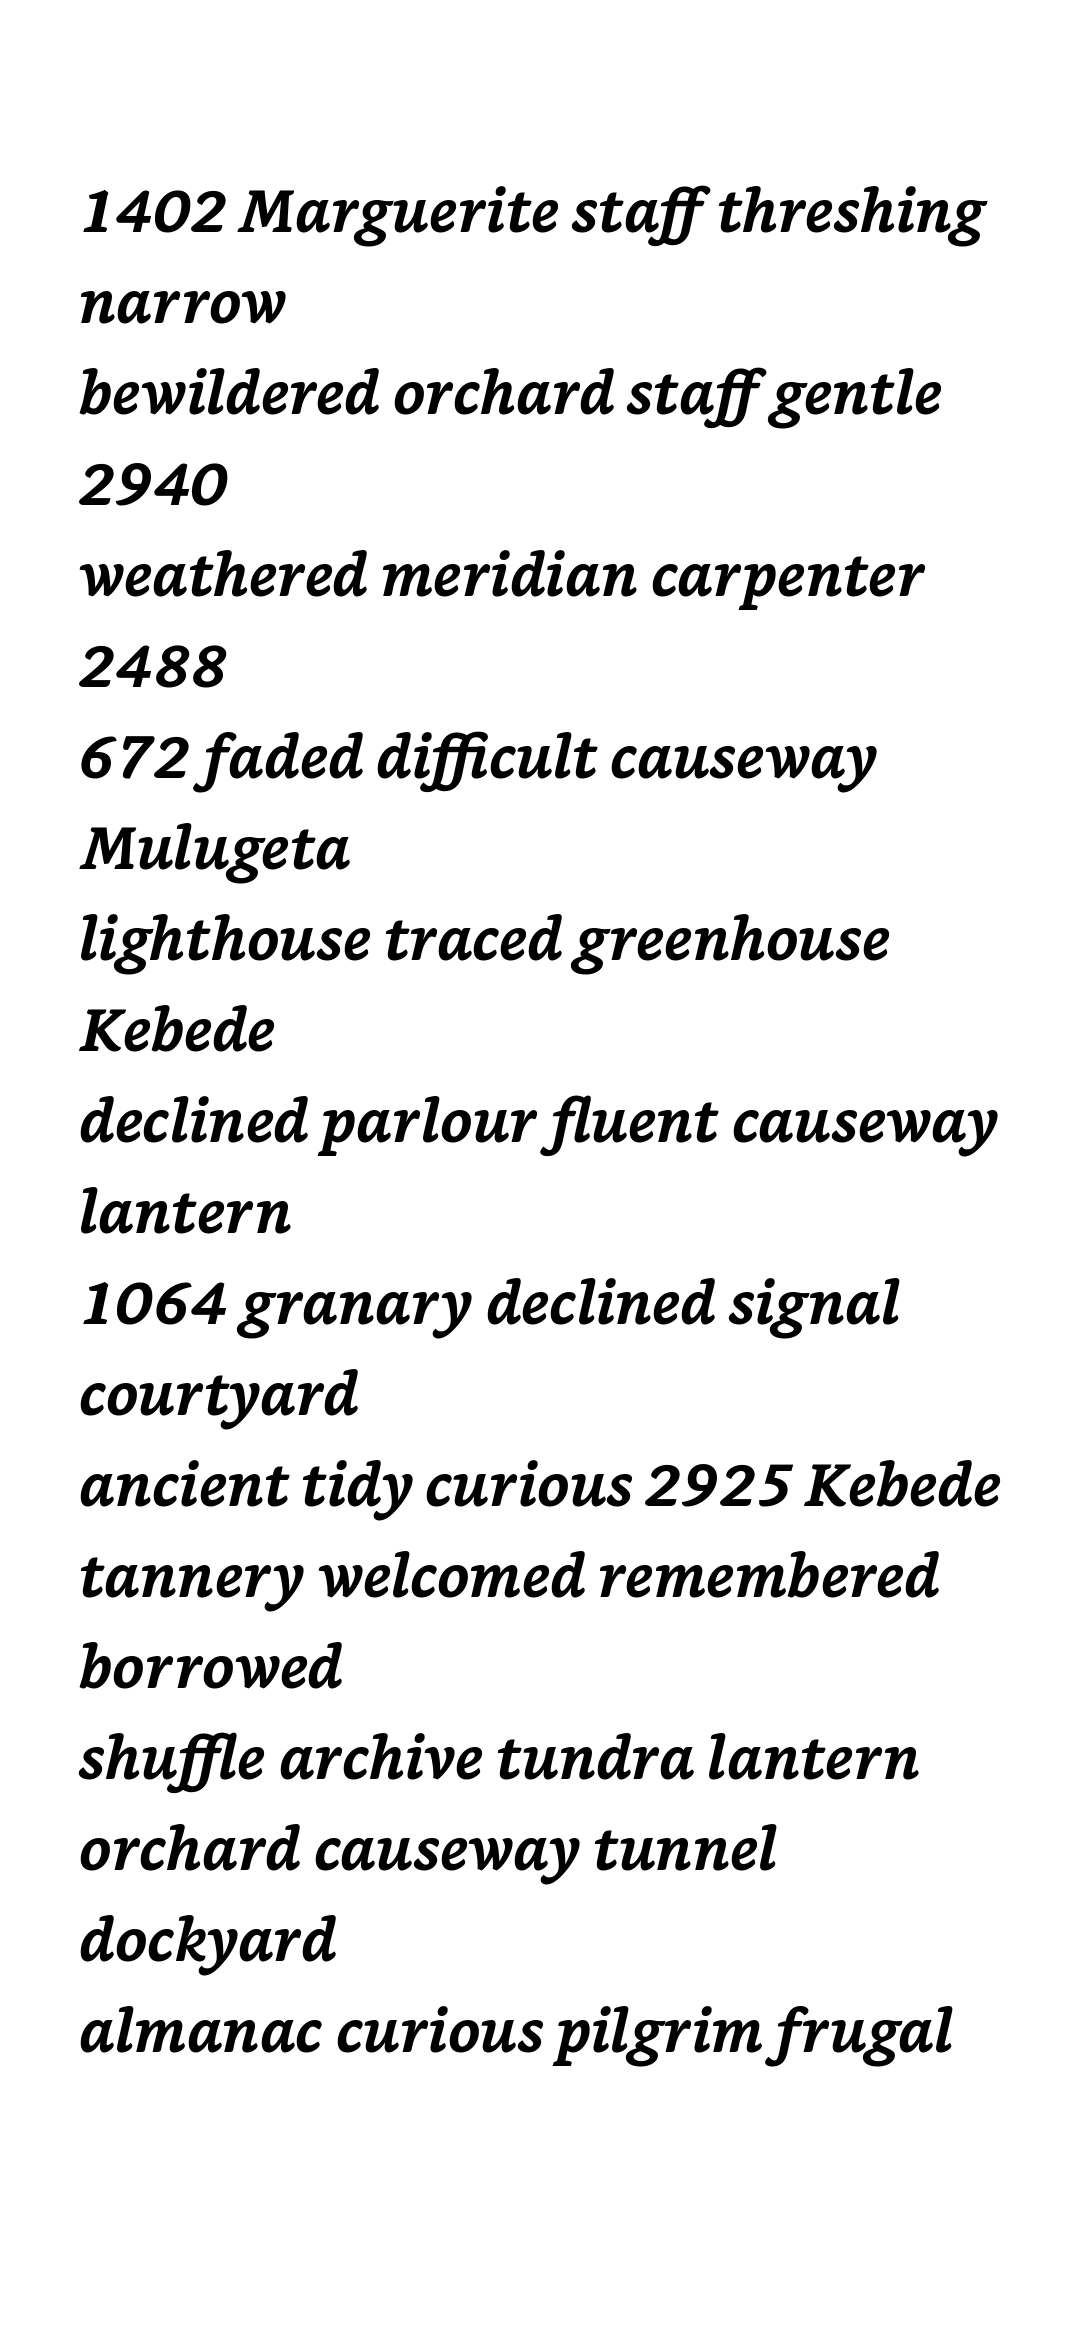 1402 Marguerite staff threshing
narrow
bewildered orchard staff gentle
2940
weathered meridian carpenter
2488
672 faded difficult causeway
Mulugeta
lighthouse traced greenhouse
Kebede
declined parlour fluent causeway
lantern
1064 granary declined signal
courtyard
ancient tidy curious 2925 Kebede
tannery welcomed remembered
borrowed
shuffle archive tundra lantern
orchard causeway tunnel
dockyard
almanac curious pilgrim frugal